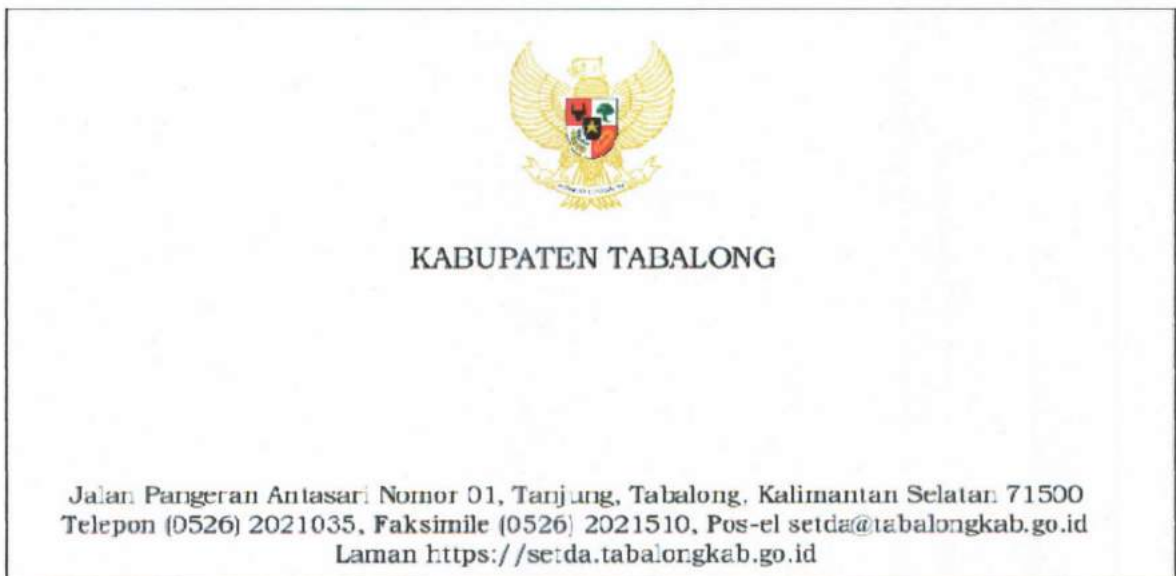 KABUPATEN TABALONG
Jalan Pangeran Antasari Nomor 01, Tanjung, Tabalong, Kalimantan Selatan 71500
Telepon (0526) 2021035, Faksimile (0526) 2021510, Pos-el setda@tabalongkab.go.id
Laman https://setda.tabalongkab.go.id